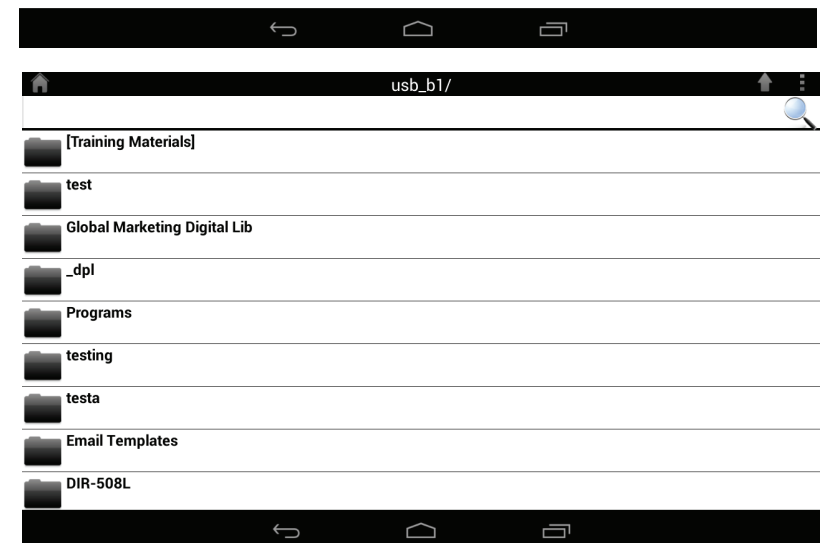 usb_b1/
[Training Materials]
test
Global Marketing Digital Lib
_dpl
Programs
testing
testa
Email Templates
DIR-508L